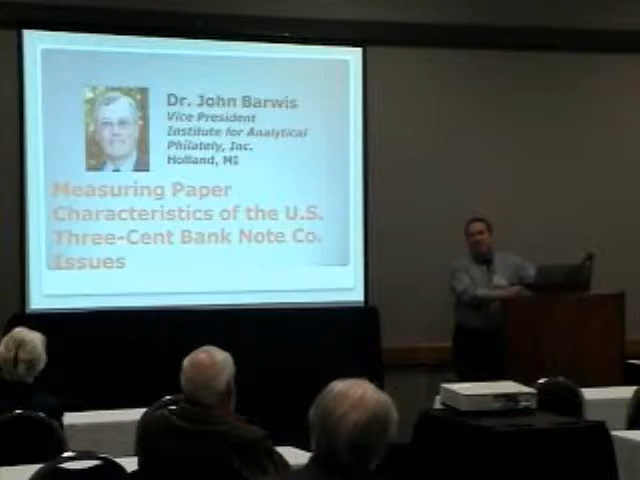 Dr. John Barwis
Vice President
Institute for Analytical
Philately, Inc.
Holland, MI
Measuring Paper
Characteristics of the U.S.
Three-Cent Bank Note Co.
Issues